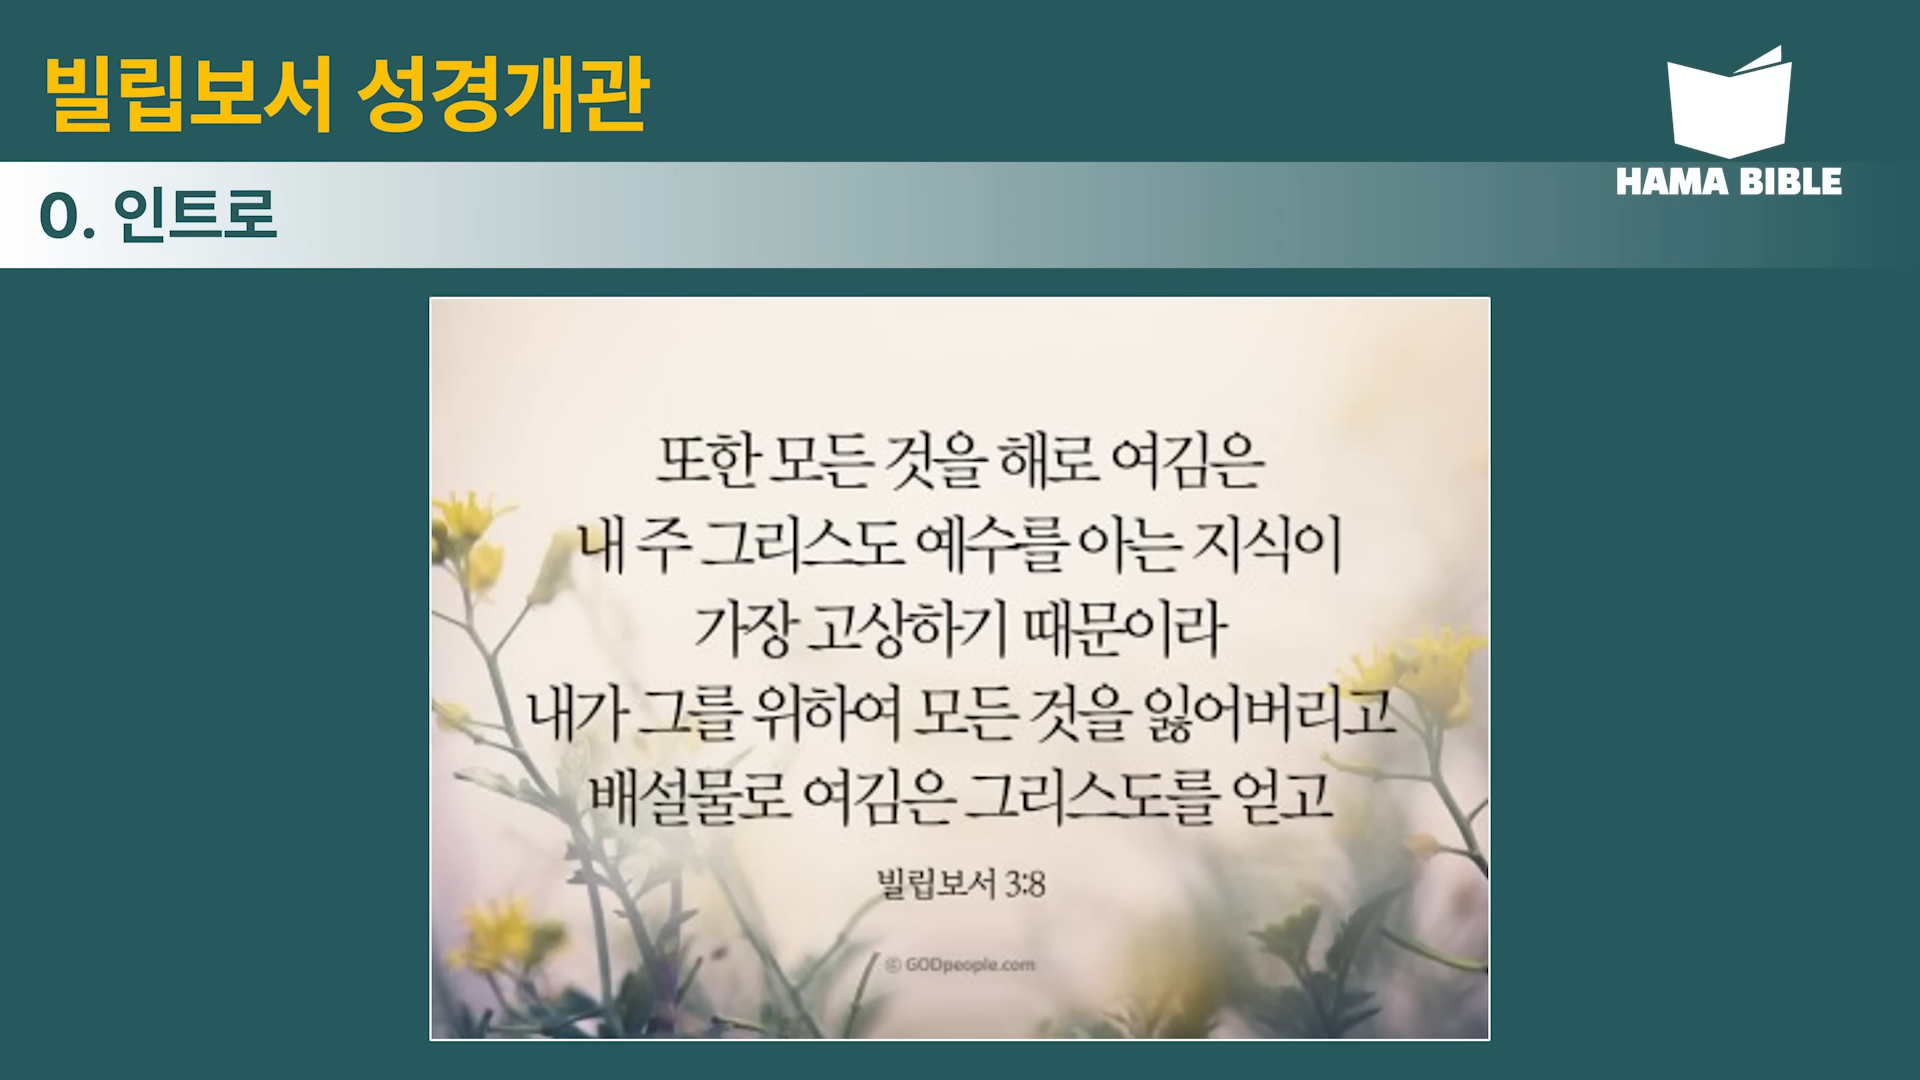 빌립보서 성경개관
HAMA BIBLE
0. 인트로
또한 모든 것을 해로 여김은
내 주 그리스도 예수를 아는 지식이
가장 고상하기 때문이라
내가 그를 위하여 모든 것을 잃어버리고
배설물로 여김은 그리스도를 얻고
빌립보서 3:8
© GODpeople.com